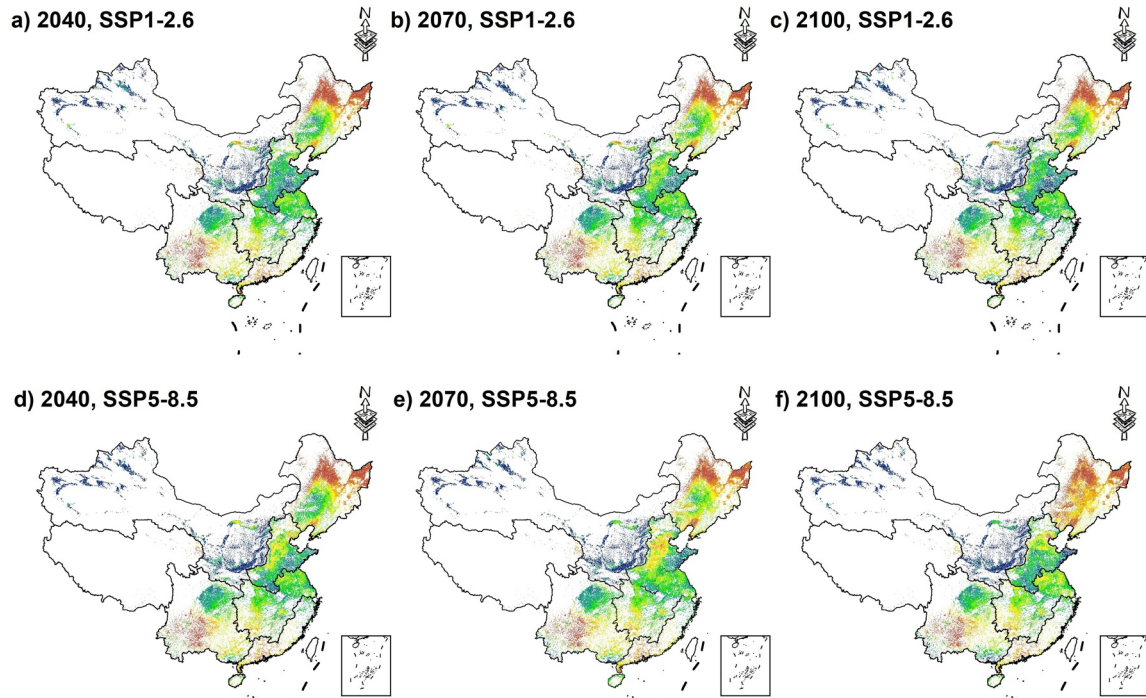 a) 2040, SSP1-2.6
N
b) 2070, SSP1-2.6
N
c) 2100, SSP1-2.6
N
d) 2040, SSP5-8.5
N
e) 2070, SSP5-8.5
N
f) 2100, SSP5-8.5
N